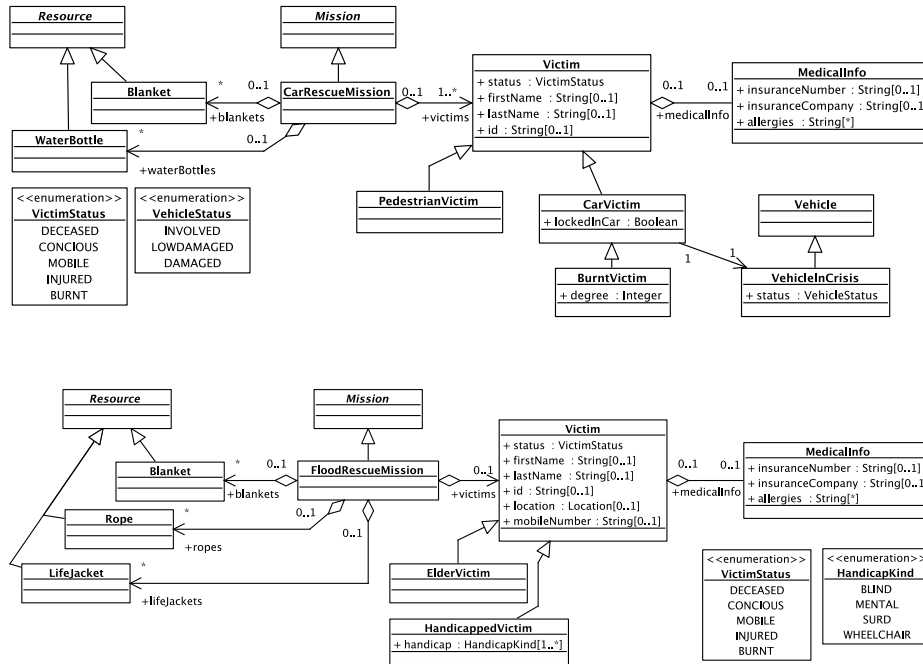 Resource
Mission
Victim
+ status : VictimStatus
+ firstName : String[0..1]
+ lastName : String[0..1]
+ id : String[0..1]
MedicalInfo
+ insuranceNumber : String[0..1]
+ insuranceCompany : String[0..1]
+ allergies : String[*]
Blanket
* 0..1
+blankets
CarRescueMission
0..1 1..*
+victims
0..1 0..1
+medicalInfo
WaterBottle
* 0..1
+waterBottles
<<enumeration>>
VictimStatus
DECEASED
CONCIOUS
MOBILE
INJURED
BURNT
<<enumeration>>
VehicleStatus
INVOLVED
LOWDAMAGED
DAMAGED
PedestrianVictim
CarVictim
+ lockedInCar : Boolean
Vehicle
1 1
BurntVictim
+ degree : Integer
VehicleInCrisis
+ status : VehicleStatus
Resource
Mission
Victim
+ status : VictimStatus
+ firstName : String[0..1]
+ lastName : String[0..1]
+ id : String[0..1]
+ location : Location[0..1]
+ mobileNumber : String[0..1]
MedicalInfo
+ insuranceNumber : String[0..1]
+ insuranceCompany : String[0..1]
+ allergies : String[*]
Blanket
* 0..1
+blankets
FloodRescueMission
0..1
+victims
0..1 0..1
+medicalInfo
Rope
* 0..1
+ropes
LifeJacket
* 0..1
+lifeJackets
ElderVictim
HandicappedVictim
+ handicap : HandicapKind[1..*]
<<enumeration>>
VictimStatus
DECEASED
CONCIOUS
MOBILE
INJURED
BURNT
<<enumeration>>
HandicapKind
BLIND
MENTAL
SURD
WHEELCHAIR